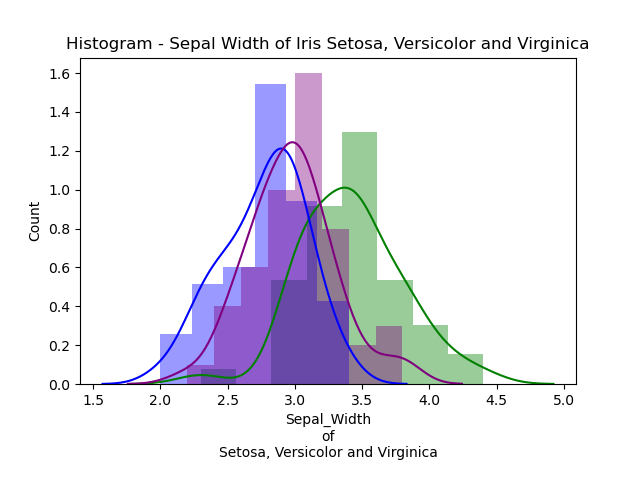 Histogram - Sepal Width of Iris Setosa, Versicolor and Virginica
1.6
1.4
1.2
1.0
0.8
0.6
0.4
0.2
0.0
Count
1.5 2.0 2.5 3.0 3.5 4.0 4.5 5.0
Sepal_Width
of
Setosa, Versicolor and Virginica